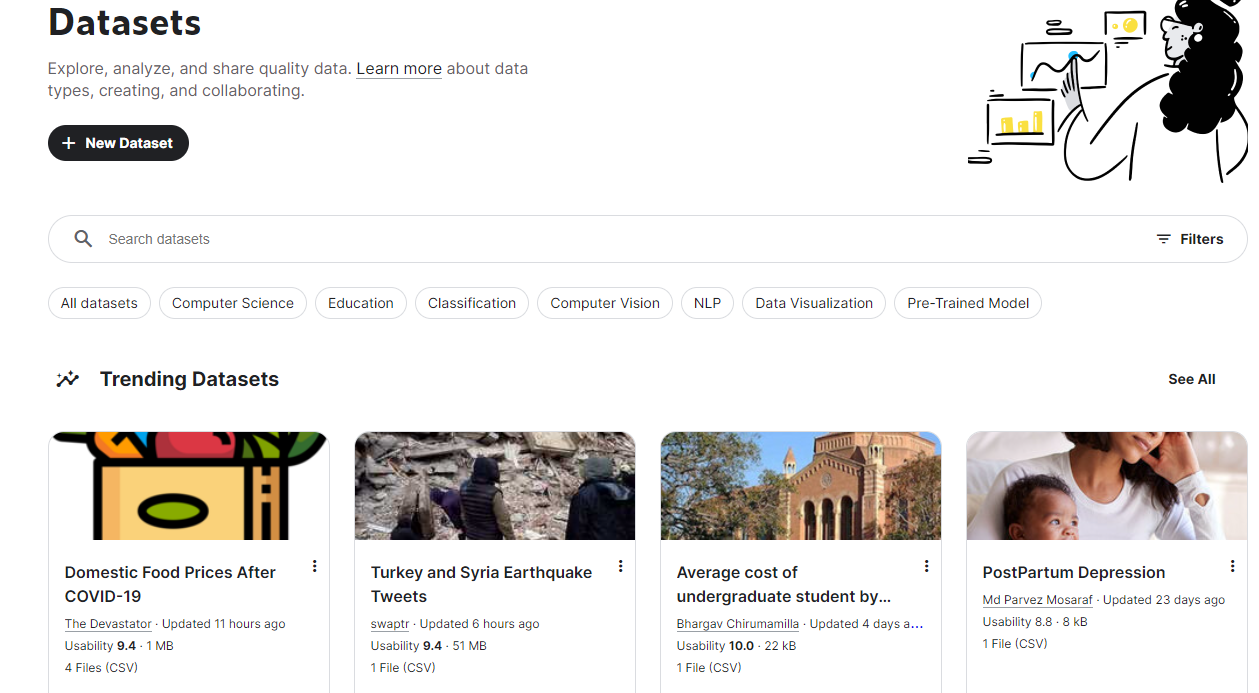 Datasets
Explore, analyze, and share quality data. Learn more about data
types, creating, and collaborating.
+ New Dataset
Search datasets
Filters
All datasets
Computer Science
Education
Classification
Computer Vision
NLP
Data Visualization
Pre-Trained Model
Trending Datasets
See All
Domestic Food Prices After
COVID-19
The Devastator · Updated 11 hours ago
Usability 9.4 · 1 MB
4 Files (CSV)
Turkey and Syria Earthquake
Tweets
swaptr · Updated 6 hours ago
Usability 9.4 · 51 MB
1 File (CSV)
Average cost of
undergraduate student by...
Bhargav Chirumamilla · Updated 4 days a...
Usability 10.0 · 22 kB
1 File (CSV)
PostPartum Depression
Md Parvez Mosaraf · Updated 23 days ago
Usability 8.8 · 8 kB
1 File (CSV)